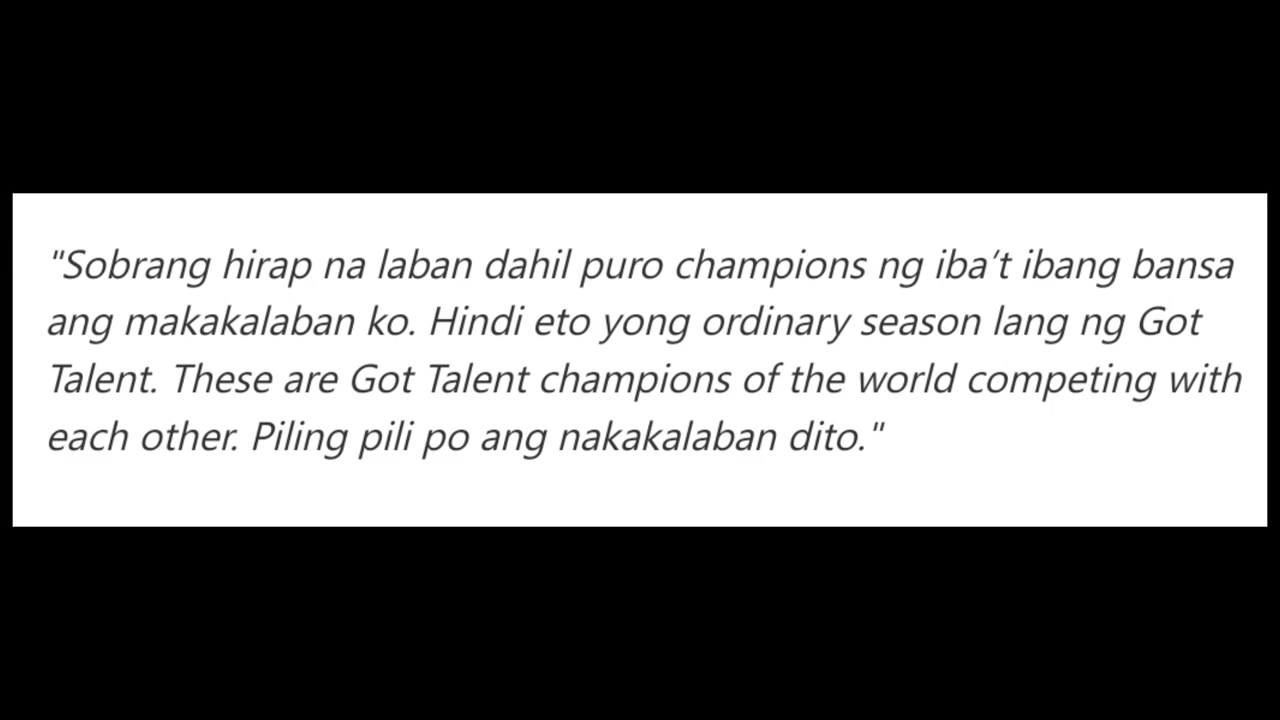 "Sobrang hirap na laban dahil puro champions ng iba’t ibang bansa
ang makakalaban ko. Hindi eto yong ordinary season lang ng Got
Talent. These are Got Talent champions of the world competing with
each other. Piling pili po ang nakakalaban dito."